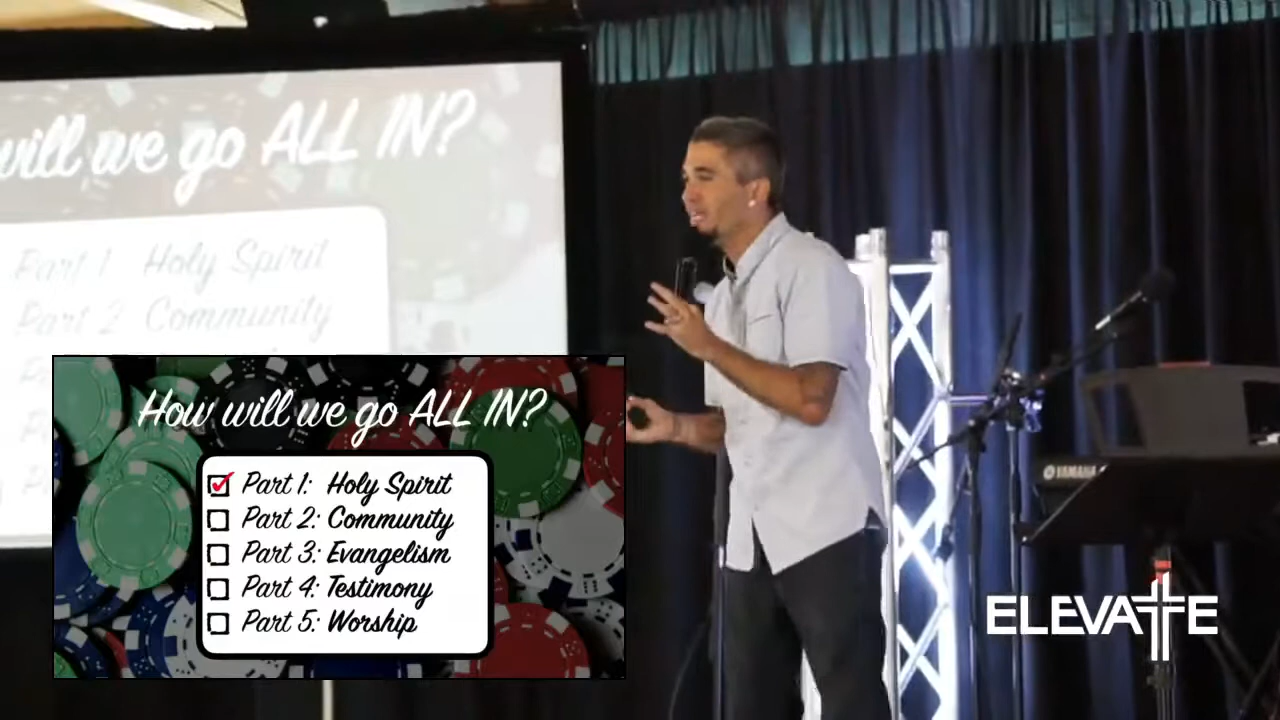 will we go ALL IN?
Part 1 Holy Spirit
Part 2 Community
How will we go ALL IN?
Part 1: Holy Spirit
Part 2: Community
Part 3: Evangelism
Part 4: Testimony
Part 5: Worship
YAMAHA
ELEVATE